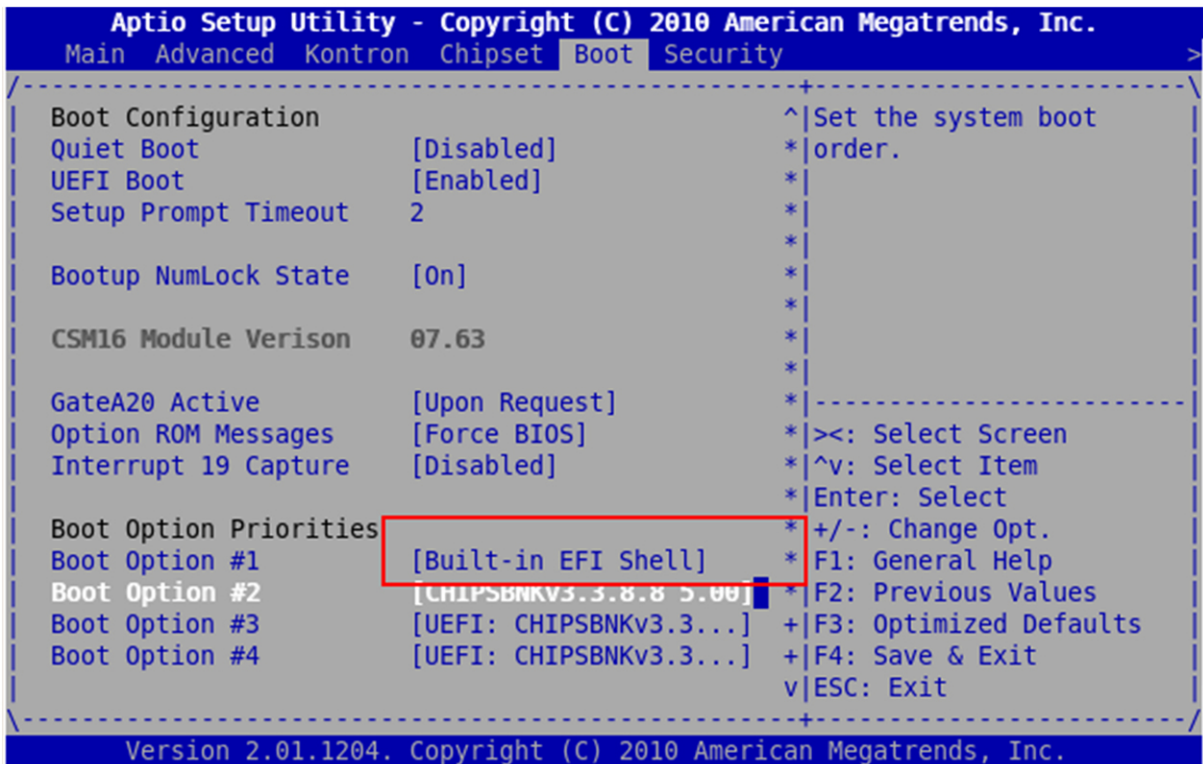 Aptio Setup Utility - Copyright (C) 2010 American Megatrends, Inc.
Main Advanced Kontron Chipset Boot Security >
/-----------------------------------------------------+-------------------------\
| Boot Configuration ^|Set the system boot |
| Quiet Boot [Disabled] *|order. |
| UEFI Boot [Enabled] *| |
| Setup Prompt Timeout 2 *| |
| *| |
| Bootup NumLock State [On] *| |
| *| |
| CSM16 Module Verison 07.63 *| |
| *| |
| GateA20 Active [Upon Request] *|-------------------------|
| Option ROM Messages [Force BIOS] *|><: Select Screen |
| Interrupt 19 Capture [Disabled] *|^v: Select Item |
| *|Enter: Select |
| Boot Option Priorities *|+/-: Change Opt. |
| Boot Option #1 [Built-in EFI Shell] *|F1: General Help |
| Boot Option #2 [CHIPSBNKv3.3.8.8 5.00] *|F2: Previous Values |
| Boot Option #3 [UEFI: CHIPSBNKv3.3...] +|F3: Optimized Defaults |
| Boot Option #4 [UEFI: CHIPSBNKv3.3...] +|F4: Save & Exit |
| v|ESC: Exit |
\-----------------------------------------------------+-------------------------/
Version 2.01.1204. Copyright (C) 2010 American Megatrends, Inc.